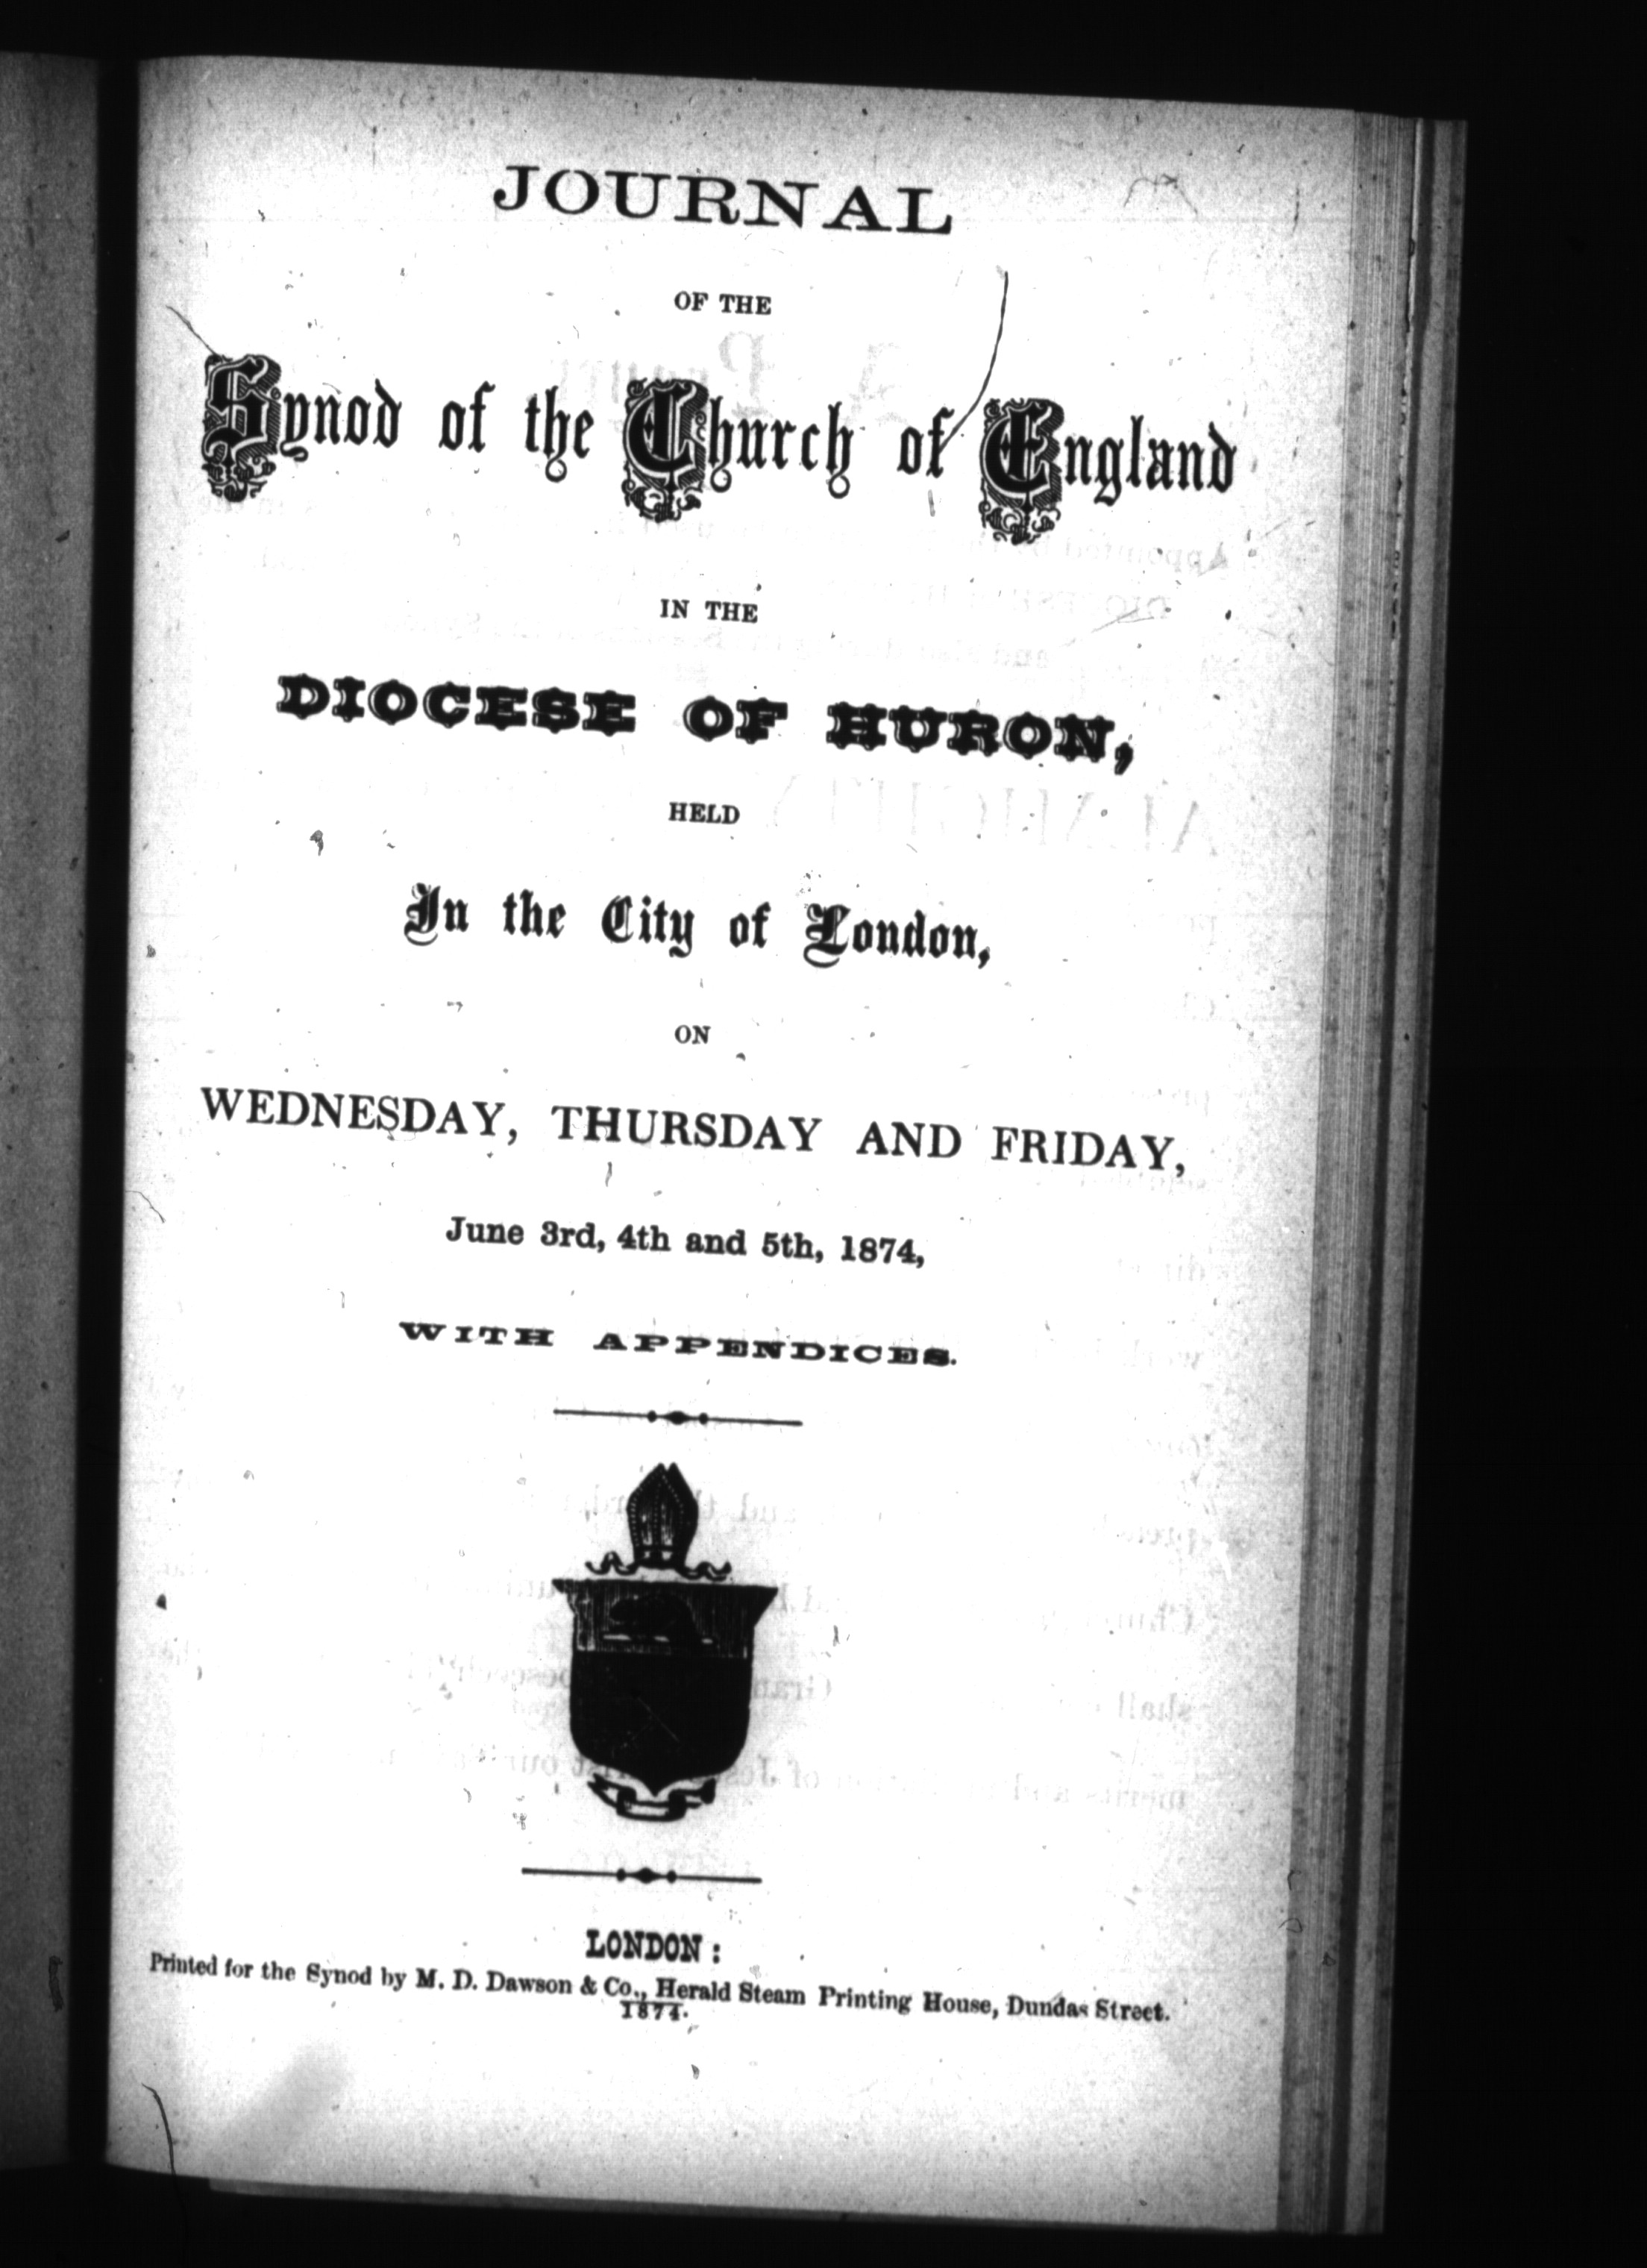 JOURNAL
OF THE
Synod of the Church of England
IN THE
DIOCESE OF HURON,
HELD
In the City of London,
ON
WEDNESDAY, THURSDAY AND FRIDAY,
June 3rd, 4th and 5th, 1874,
WITH APPENDICES.
LONDON:
Printed for the Synod by M. D. Dawson & Co., Herald Steam Printing House, Dundas Street.
1874.